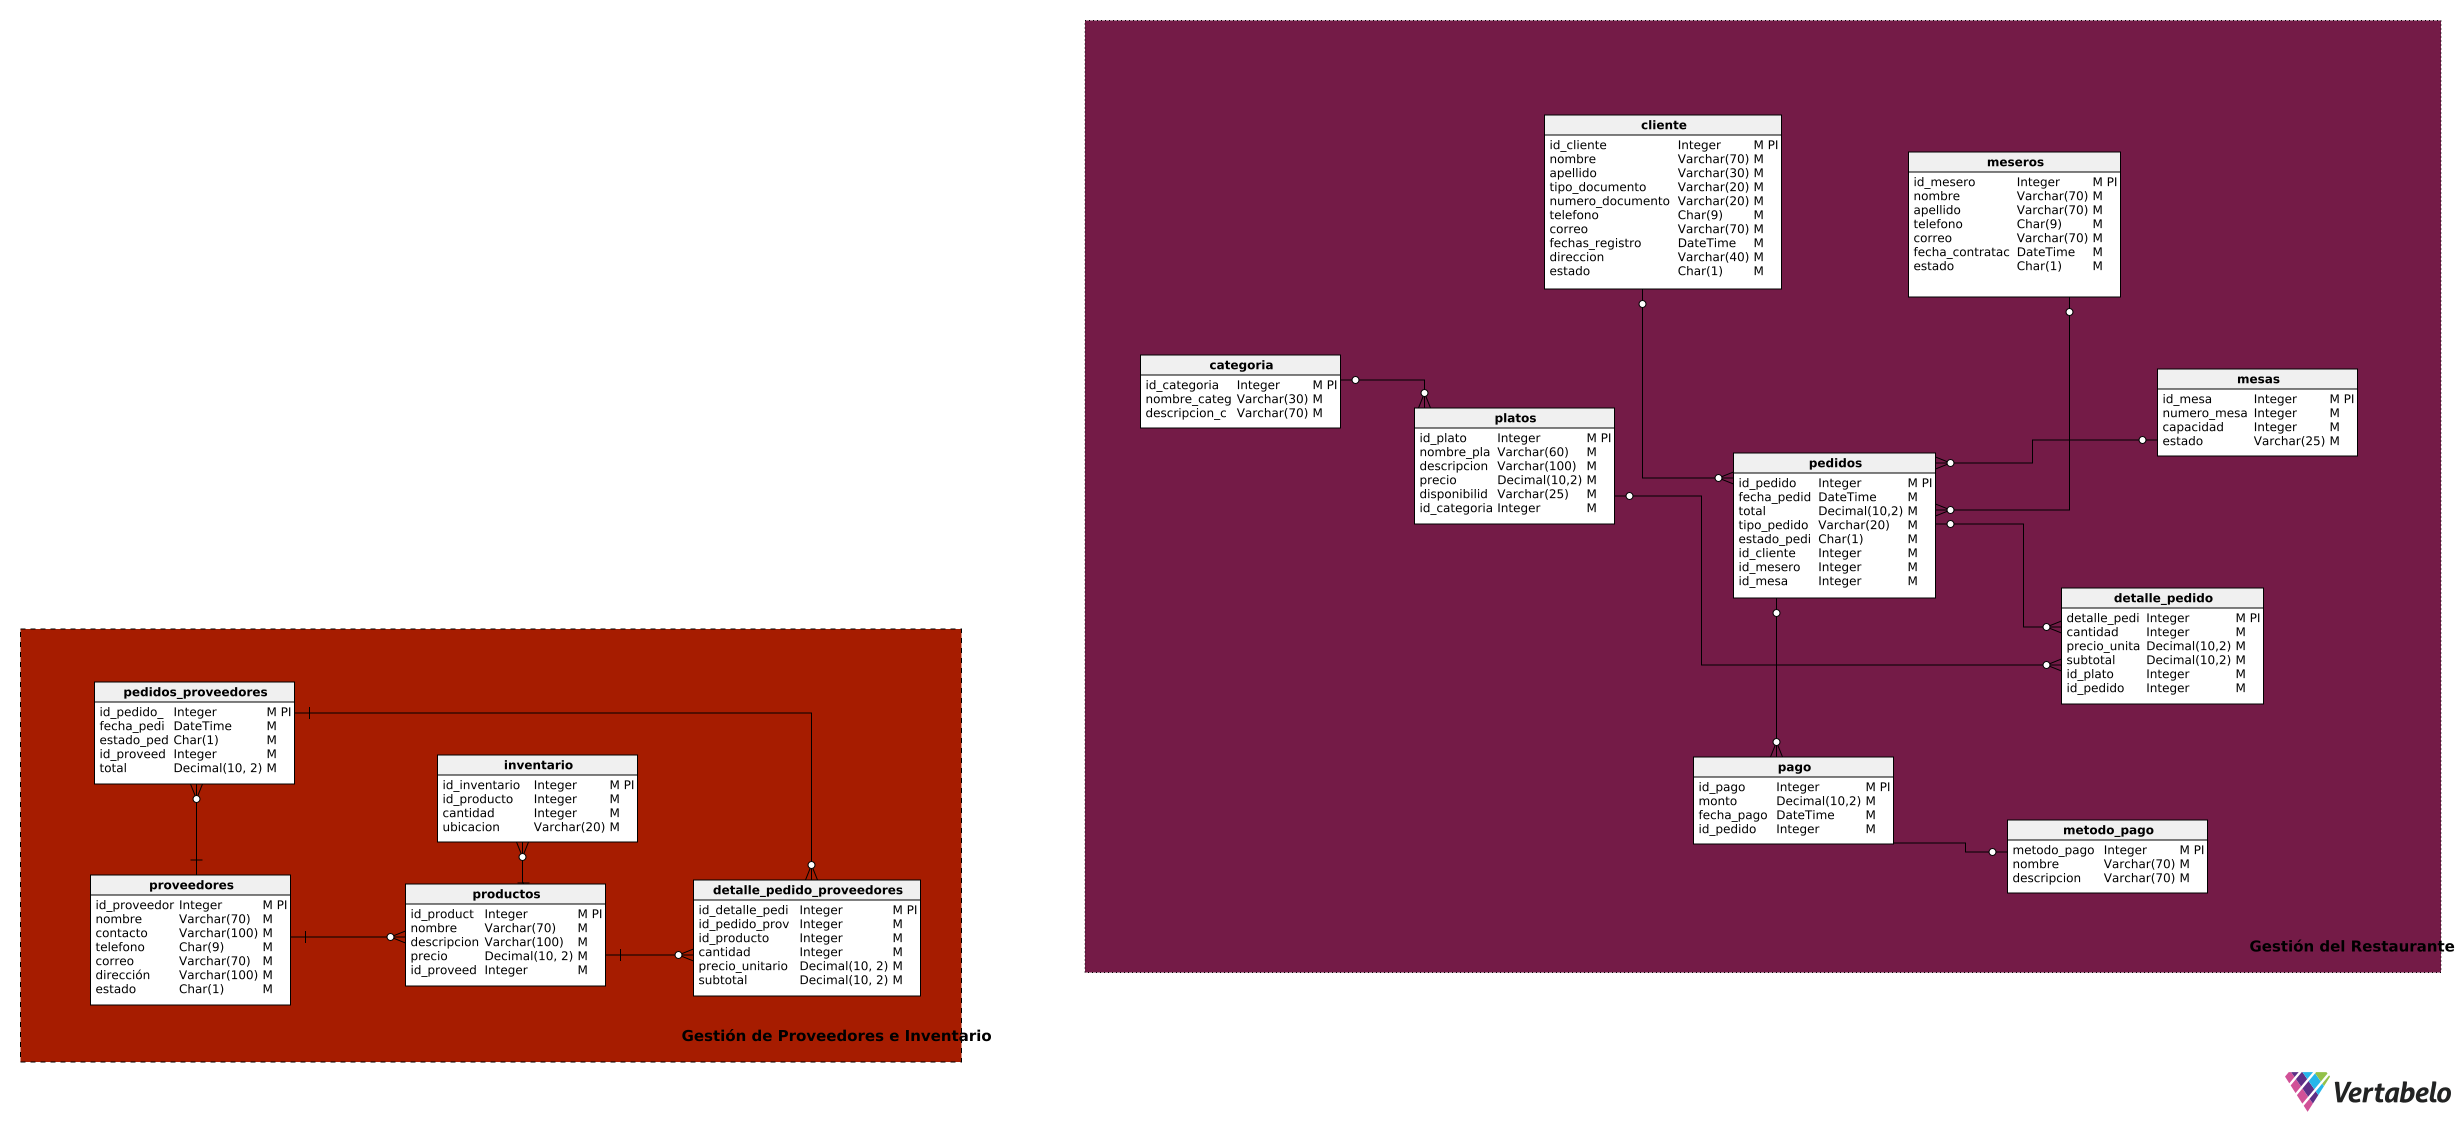 cliente
id_cliente Integer M PI
nombre Varchar(70) M
apellido Varchar(30) M
tipo_documento Varchar(20) M
numero_documento Varchar(20) M
telefono Char(9) M
correo Varchar(70) M
fechas_registro DateTime M
direccion Varchar(40) M
estado Char(1) M
meseros
id_mesero Integer M PI
nombre Varchar(70) M
apellido Varchar(70) M
telefono Char(9) M
correo Varchar(70) M
fecha_contratac DateTime M
estado Char(1) M
categoria
id_categoria Integer M PI
nombre_categ Varchar(30) M
descripcion_c Varchar(70) M
platos
id_plato Integer M PI
nombre_pla Varchar(60) M
descripcion Varchar(100) M
precio Decimal(10,2) M
disponibilid Varchar(25) M
id_categoria Integer M
mesas
id_mesa Integer M PI
numero_mesa Integer M
capacidad Integer M
estado Varchar(25) M
pedidos
id_pedido Integer M PI
fecha_pedid DateTime M
total Decimal(10,2) M
tipo_pedido Varchar(20) M
estado_pedi Char(1) M
id_cliente Integer M
id_mesero Integer M
id_mesa Integer M
detalle_pedido
detalle_pedi Integer M PI
cantidad Integer M
precio_unita Decimal(10,2) M
subtotal Decimal(10,2) M
id_plato Integer M
id_pedido Integer M
pago
id_pago Integer M PI
monto Decimal(10,2) M
fecha_pago DateTime M
id_pedido Integer M
metodo_pago
metodo_pago Integer M PI
nombre Varchar(70) M
descripcion Varchar(70) M
Gestión del Restaurante
pedidos_proveedores
id_pedido_ Integer M PI
fecha_pedi DateTime M
estado_ped Char(1) M
id_proveed Integer M
total Decimal(10, 2) M
inventario
id_inventario Integer M PI
id_producto Integer M
cantidad Integer M
ubicacion Varchar(20) M
proveedores
id_proveedor Integer M PI
nombre Varchar(70) M
contacto Varchar(100) M
telefono Char(9) M
correo Varchar(70) M
dirección Varchar(100) M
estado Char(1) M
productos
id_product Integer M PI
nombre Varchar(70) M
descripcion Varchar(100) M
precio Decimal(10, 2) M
id_proveed Integer M
detalle_pedido_proveedores
id_detalle_pedi Integer M PI
id_pedido_prov Integer M
id_producto Integer M
cantidad Integer M
precio_unitario Decimal(10, 2) M
subtotal Decimal(10, 2) M
Gestión de Proveedores e Inventario
Vertabelo